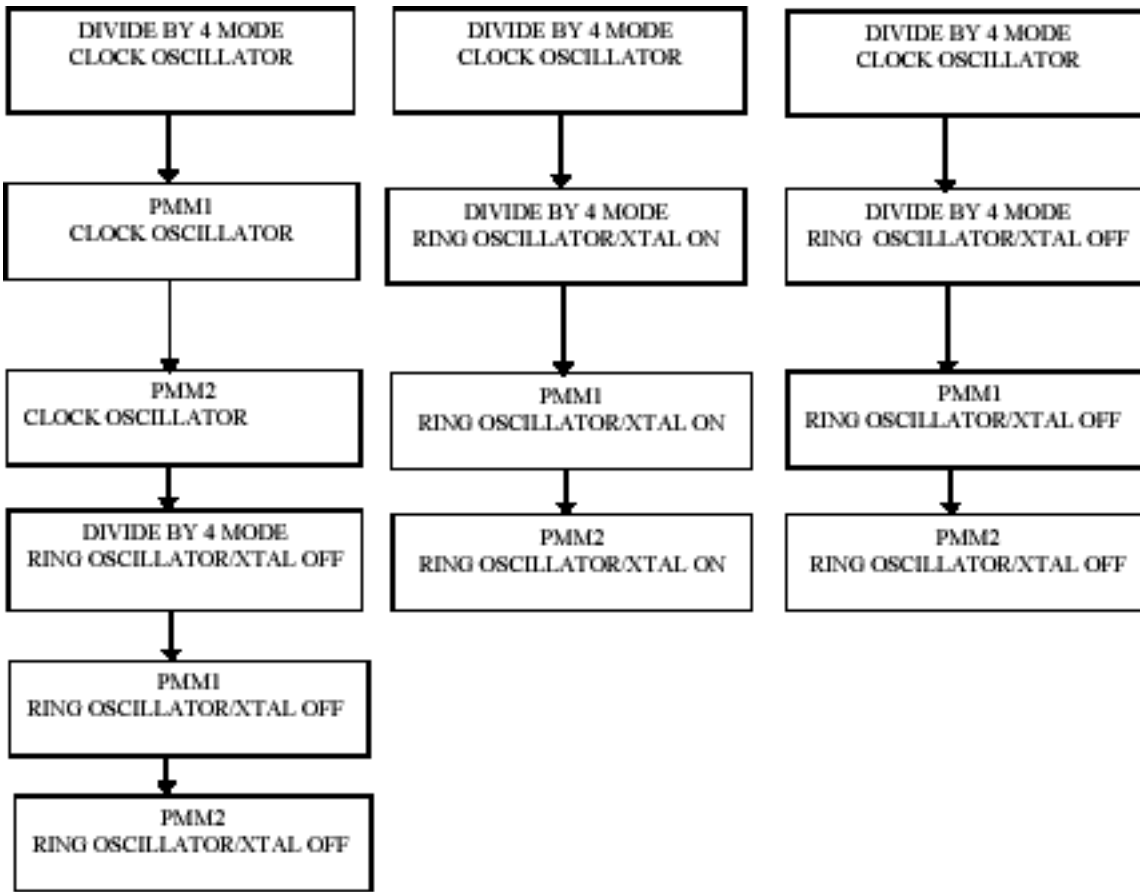 DIVIDE BY 4 MODE
CLOCK OSCILLATOR
PMM1
CLOCK OSCILLATOR
PMM2
CLOCK OSCILLATOR
DIVIDE BY 4 MODE
RING OSCILLATOR/XTAL OFF
PMM1
RING OSCILLATOR/XTAL OFF
PMM2
RING OSCILLATOR/XTAL OFF
DIVIDE BY 4 MODE
CLOCK OSCILLATOR
DIVIDE BY 4 MODE
RING OSCILLATOR/XTAL ON
PMM1
RING OSCILLATOR/XTAL ON
PMM2
RING OSCILLATOR/XTAL ON
DIVIDE BY 4 MODE
CLOCK OSCILLATOR
DIVIDE BY 4 MODE
RING OSCILLATOR/XTAL OFF
PMM1
RING OSCILLATOR/XTAL OFF
PMM2
RING OSCILLATOR/XTAL OFF